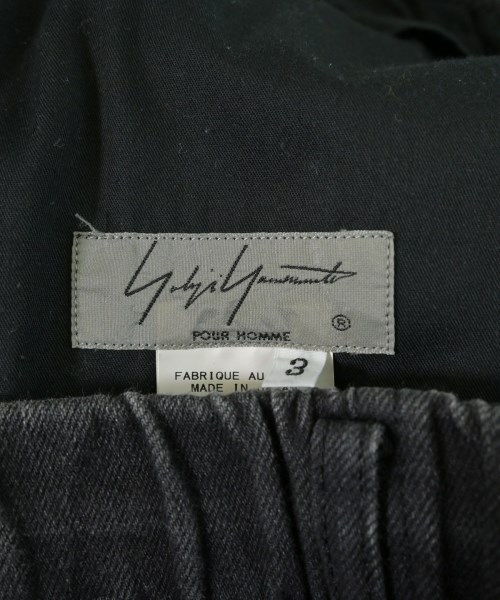 Yohji Yamamoto
POUR HOMME ®
FABRIQUE AU
3
MADE IN